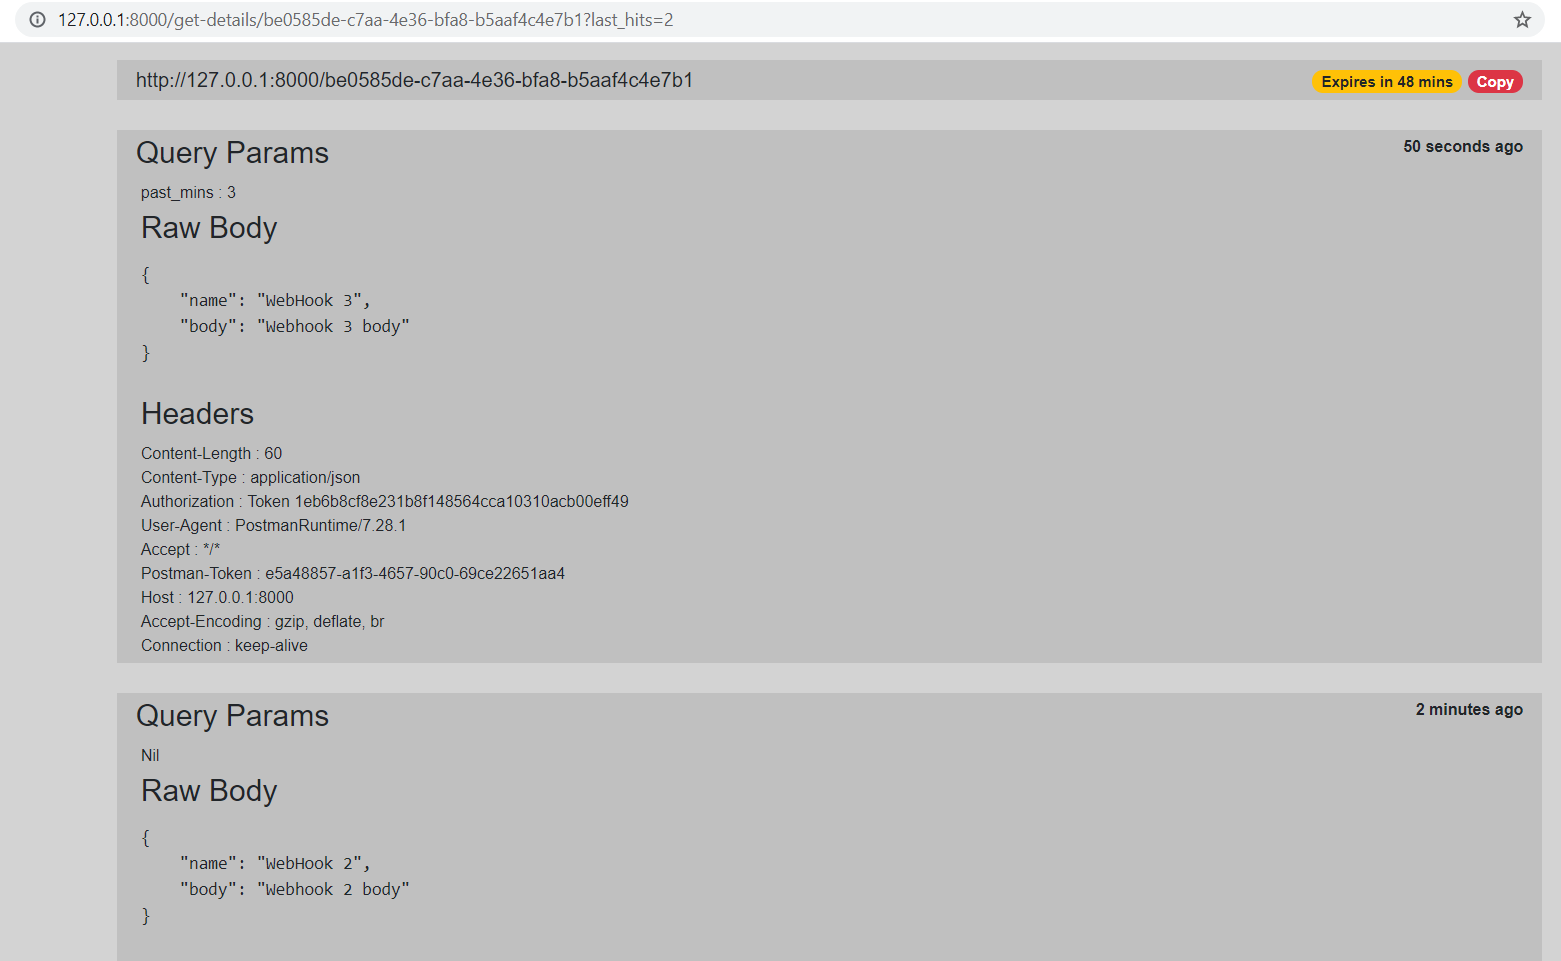 127.0.0.1:8000/get-details/be0585de-c7aa-4e36-bfa8-b5aaf4c4e7b1?last_hits=2
http://127.0.0.1:8000/be0585de-c7aa-4e36-bfa8-b5aaf4c4e7b1 Expires in 48 mins Copy
Query Params 50 seconds ago
past_mins : 3
Raw Body
{
    "name": "WebHook 3",
    "body": "Webhook 3 body"
}
Headers
Content-Length : 60
Content-Type : application/json
Authorization : Token 1eb6b8cf8e231b8f148564cca10310acb00eff49
User-Agent : PostmanRuntime/7.28.1
Accept : */*
Postman-Token : e5a48857-a1f3-4657-90c0-69ce22651aa4
Host : 127.0.0.1:8000
Accept-Encoding : gzip, deflate, br
Connection : keep-alive
Query Params 2 minutes ago
Nil
Raw Body
{
    "name": "WebHook 2",
    "body": "Webhook 2 body"
}